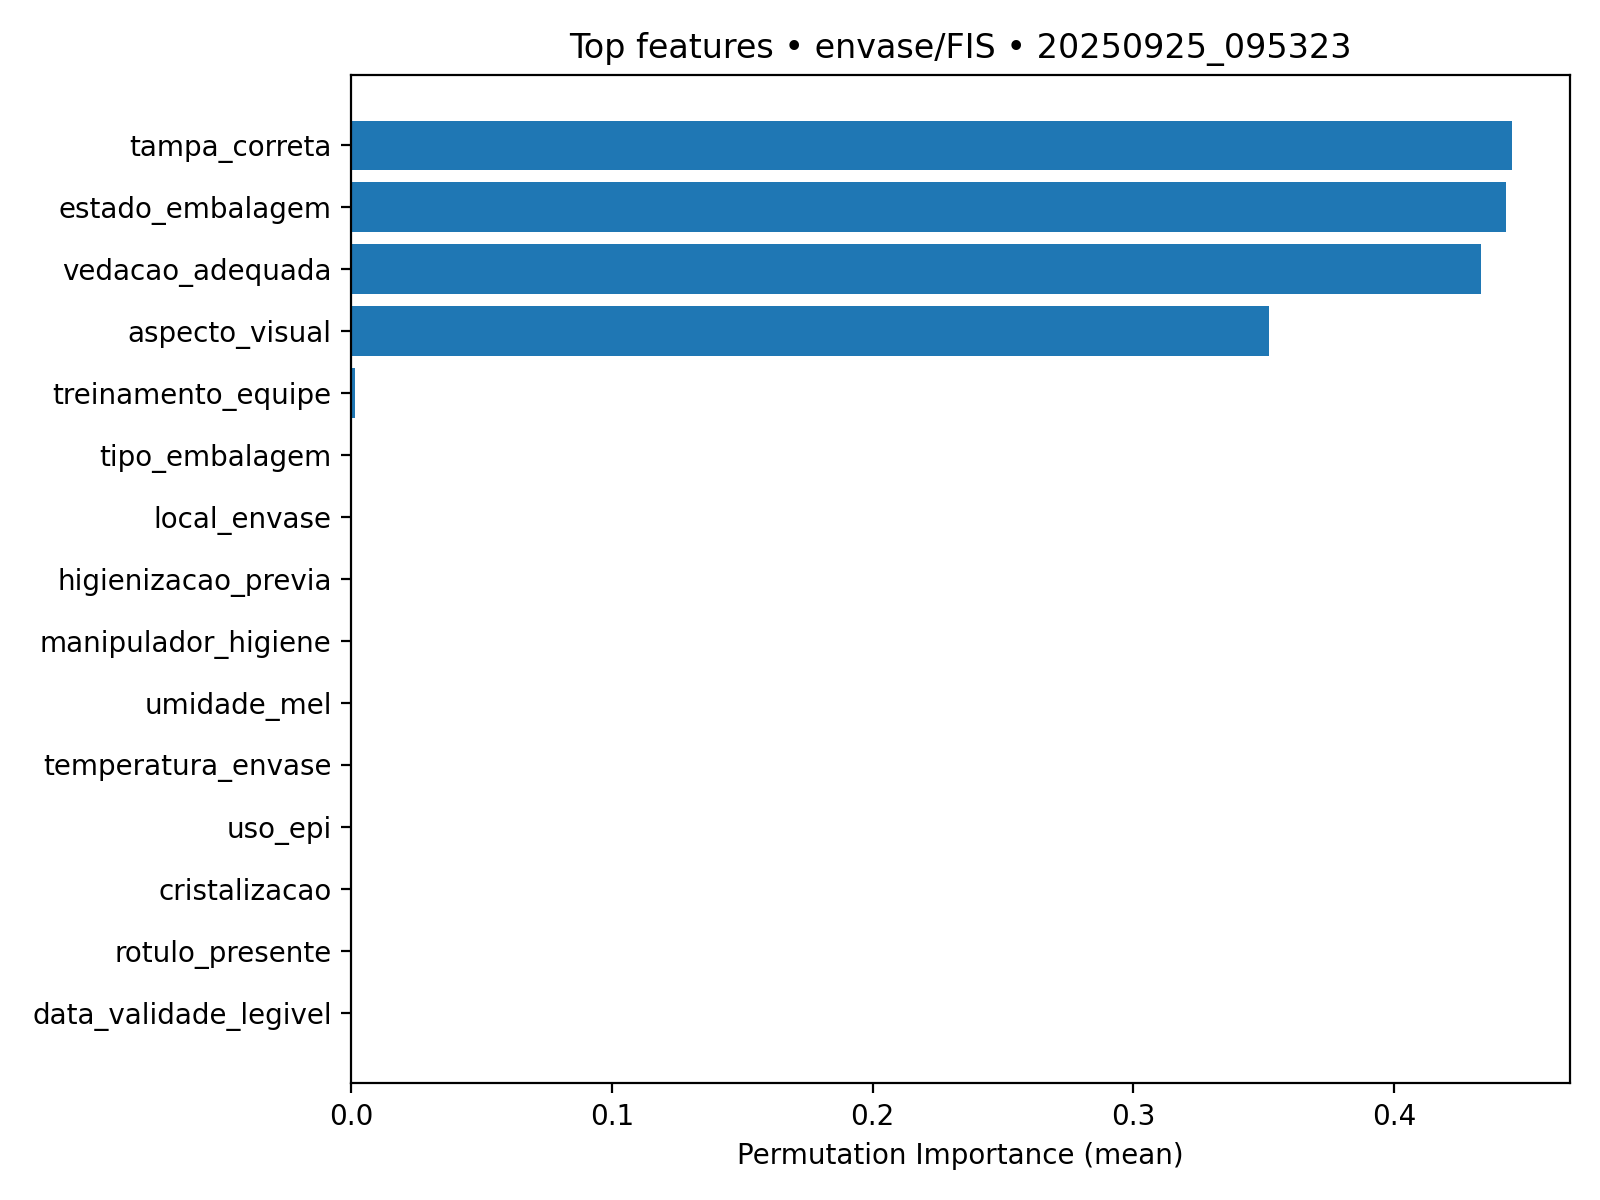 Top features • envase/FIS • 20250925_095323
tampa_correta
estado_embalagem
vedacao_adequada
aspecto_visual
treinamento_equipe
tipo_embalagem
local_envase
higienizacao_previa
manipulador_higiene
umidade_mel
temperatura_envase
uso_epi
cristalizacao
rotulo_presente
data_validade_legivel
0.0 0.1 0.2 0.3 0.4
Permutation Importance (mean)